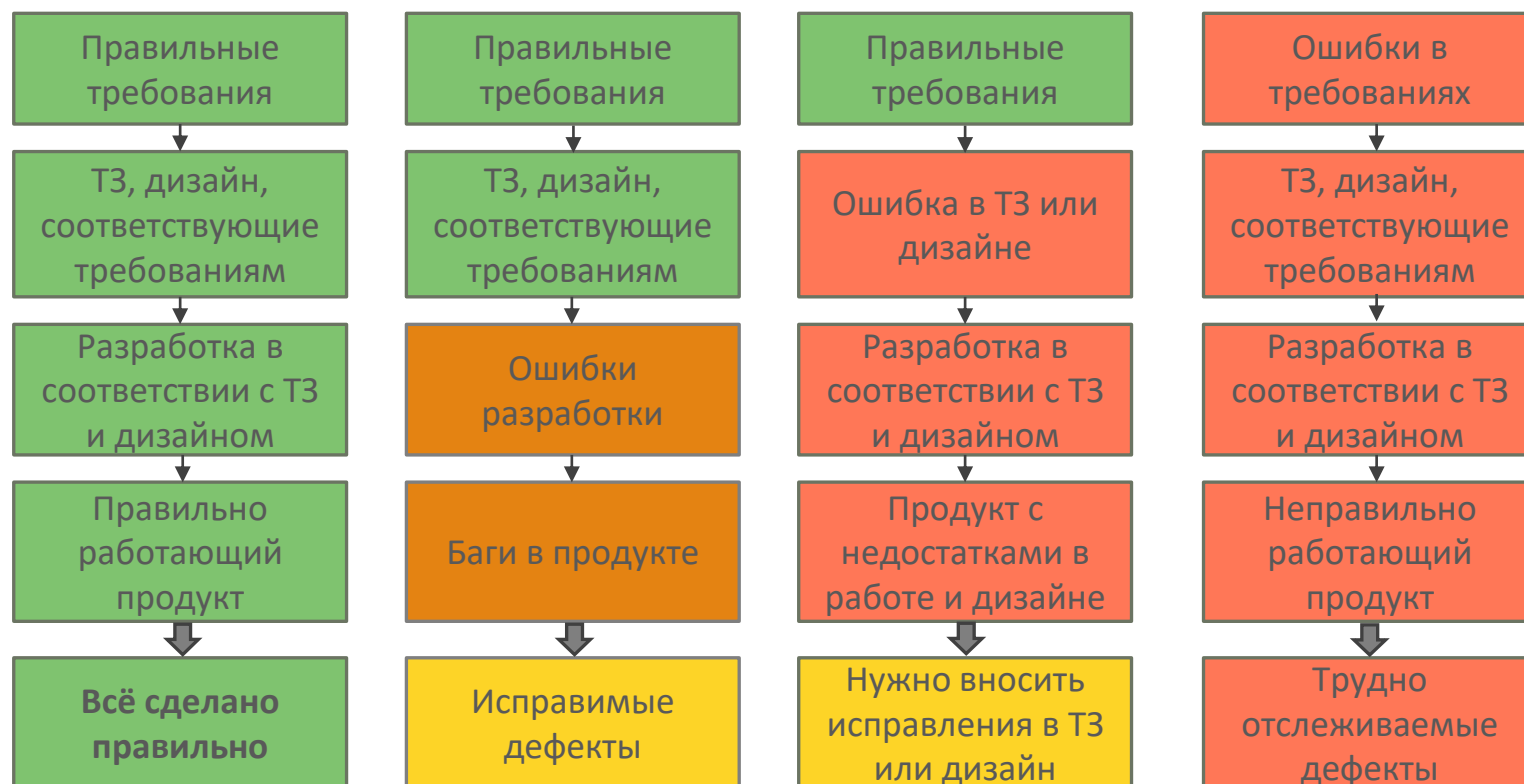 Правильные
требования
ТЗ, дизайн,
соответствующие
требованиям
Разработка в
соответствии с ТЗ
и дизайном
Правильно
работающий
продукт
Всё сделано
правильно
Правильные
требования
ТЗ, дизайн,
соответствующие
требованиям
Ошибки
разработки
Баги в продукте
Исправимые
дефекты
Правильные
требования
Ошибка в ТЗ или
дизайне
Разработка в
соответствии с ТЗ
и дизайном
Продукт с
недостатками в
работе и дизайне
Нужно вносить
исправления в ТЗ
или дизайн
Ошибки в
требованиях
ТЗ, дизайн,
соответствующие
требованиям
Разработка в
соответствии с ТЗ
и дизайном
Неправильно
работающий
продукт
Трудно
отслеживаемые
дефекты